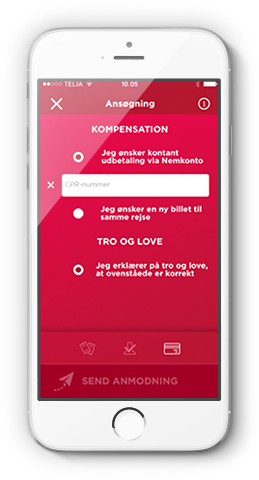 TELIA 10.05
Ansøgning
KOMPENSATION
Jeg ønsker kontant
udbetaling via Nemkonto
CPR-nummer
Jeg ønsker en ny billet til
samme rejse
TRO OG LOVE
Jeg erklærer på tro og love,
at ovenstående er korrekt
SEND ANMODNING